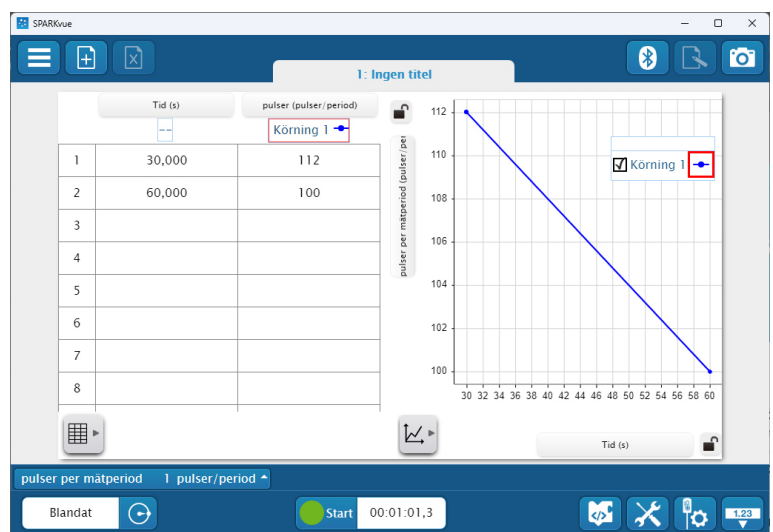 SPARKvue
1: Ingen titel
Tid (s)
pulser (pulser/period)
--
Körning 1
1 30,000 112
2 60,000 100
3
4
5
6
7
8
pulser per mätperiod (pulser/per
112
110
108
106
104
102
100
Körning 1
30 32 34 36 38 40 42 44 46 48 50 52 54 56 58 60
Tid (s)
pulser per mätperiod 1 pulser/period
Blandat
Start 00:01:01,3
1.23